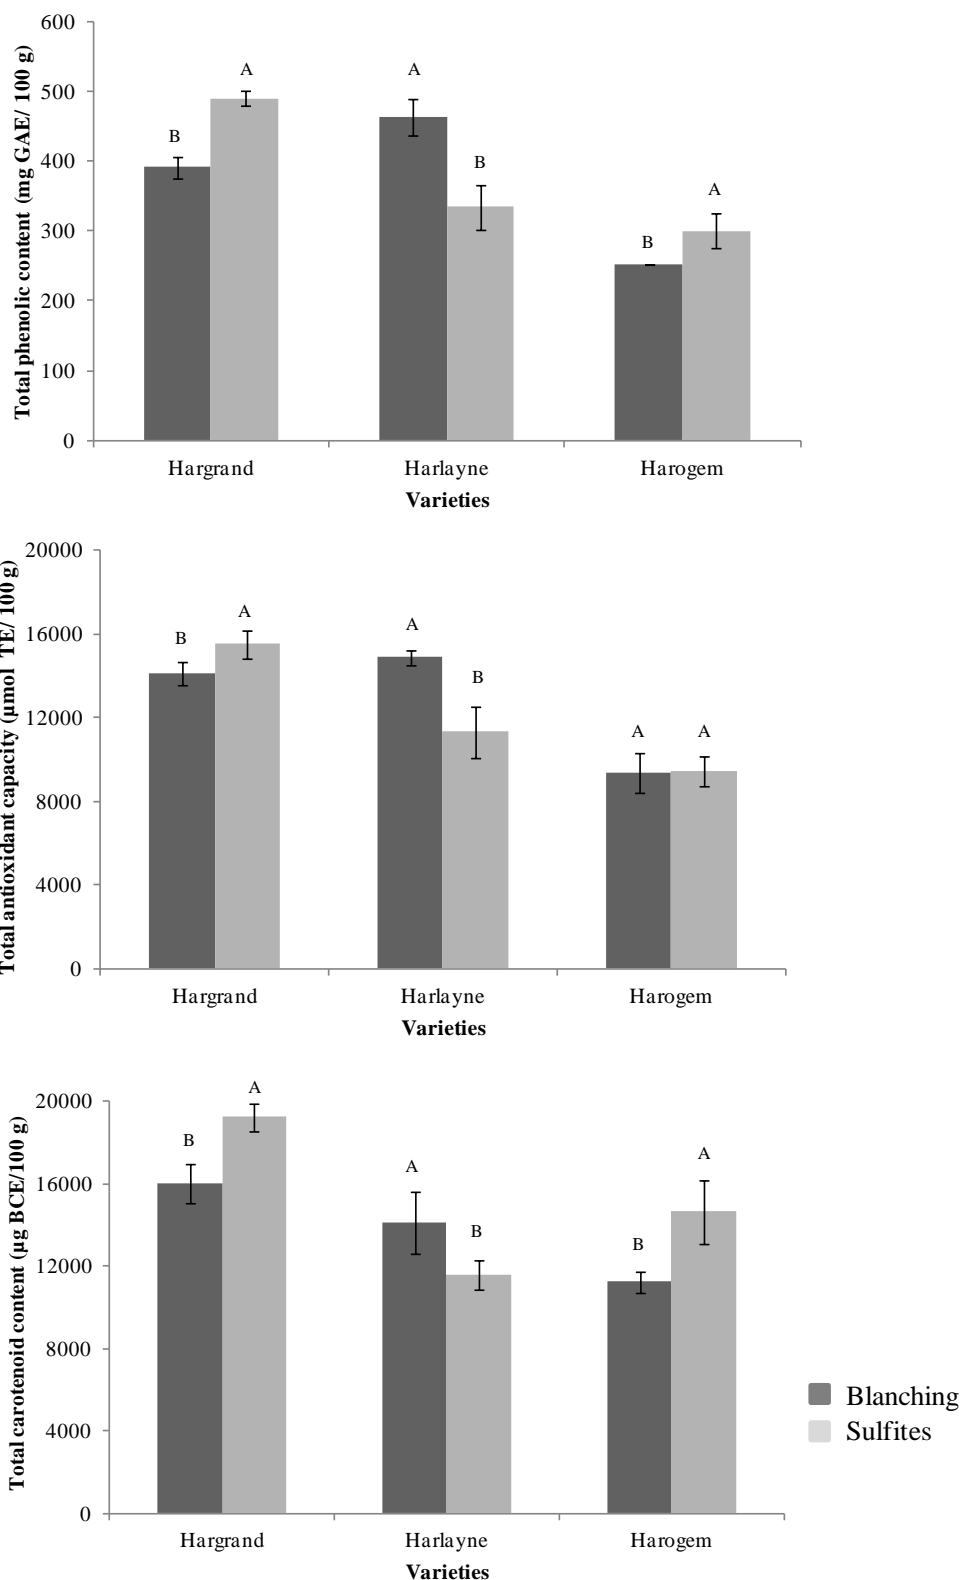 Total phenolic content (mg GAE/ 100 g)
600
500
400
300
200
100
0
A
B
A
B
A
B
Hargrand Harlayne Harogem
Varieties
Total antioxidant capacity (µmol TE/ 100 g)
20000
16000
12000
8000
4000
0
B
A
A
B
A
A
Hargrand Harlayne Harogem
Varieties
Total carotenoid content (µg BCE/100 g)
20000
16000
12000
8000
4000
0
B
A
A
B
B
A
Hargrand Harlayne Harogem
Varieties
Blanching
Sulfites